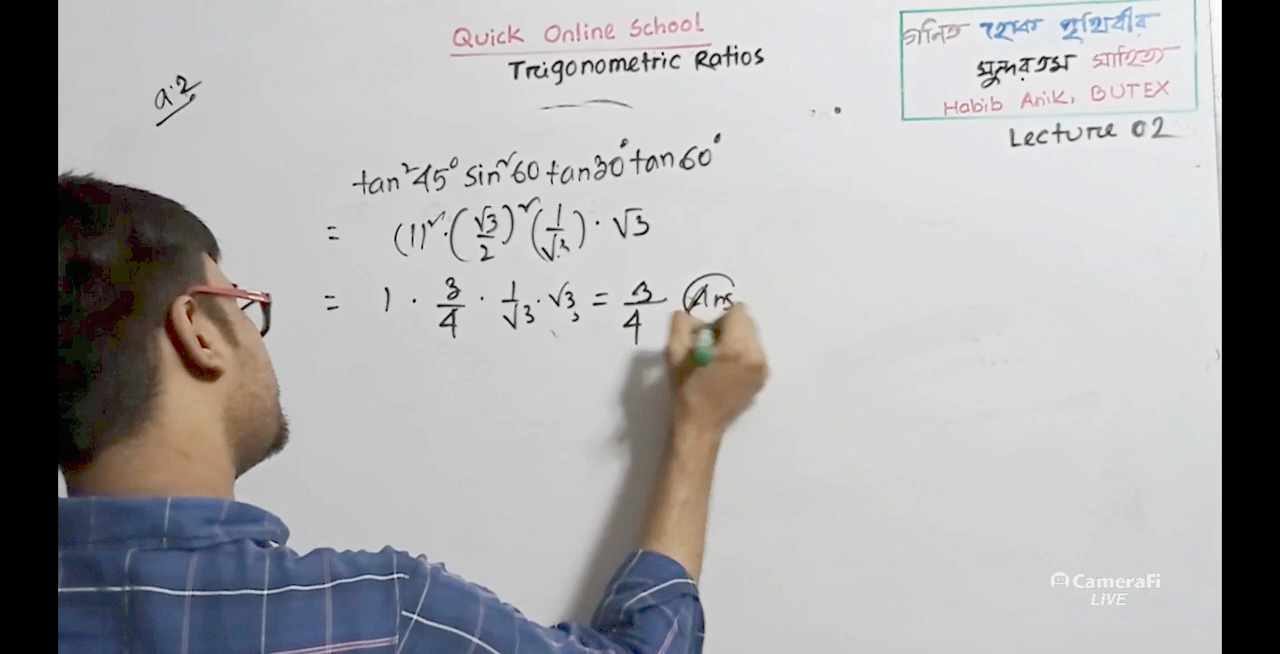 Quick Online School
Trigonometric Ratios
গনিত হোক পৃথিবীর
সুন্দরতম সাহিত্য
Habib Anik, BUTEX
Lecture 02
a.2
tan²45° sin²60 tan30° tan60°
= (1)² · (√3/2)² (1/√3) · √3
= 1 · 3/4 · 1/√3 · √3 = 3/4 Ans
CameraFi
LIVE